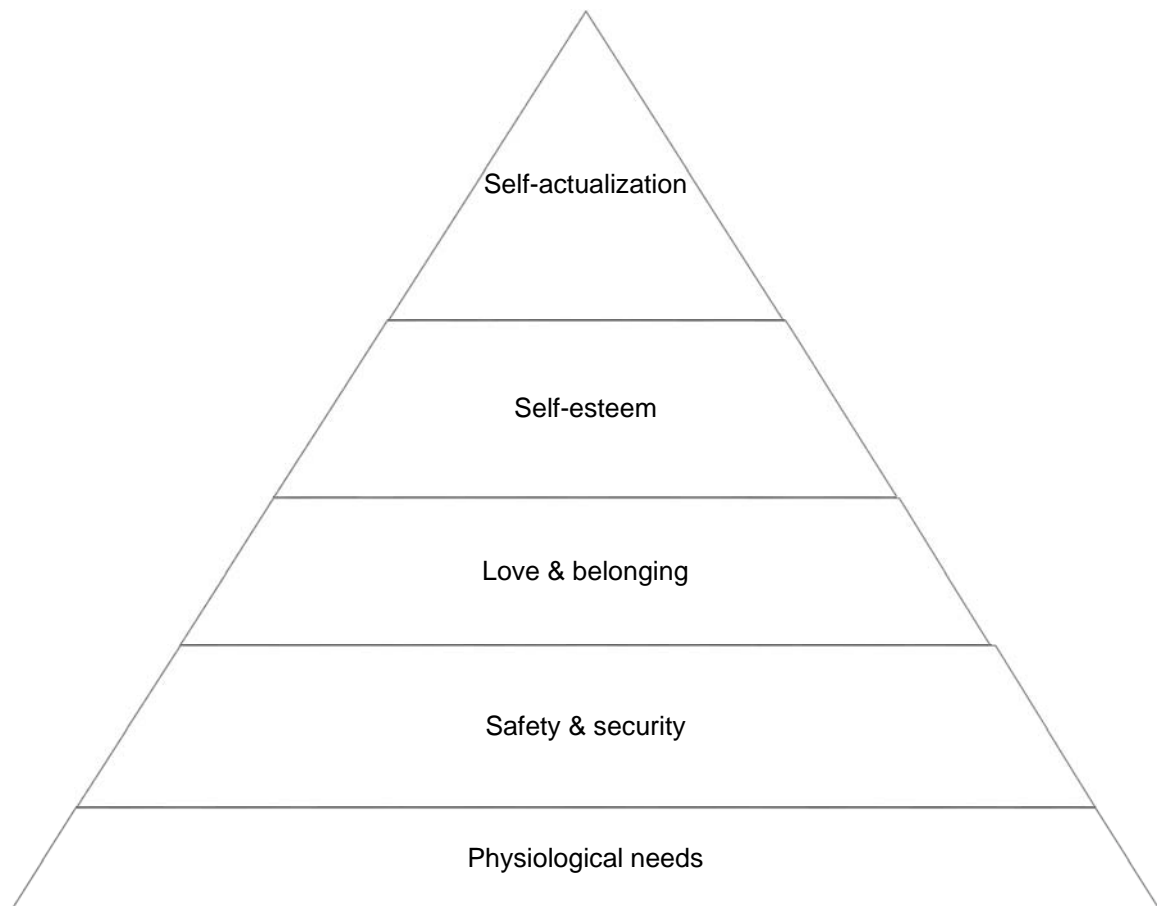 Self-actualization
Self-esteem
Love & belonging
Safety & security
Physiological needs